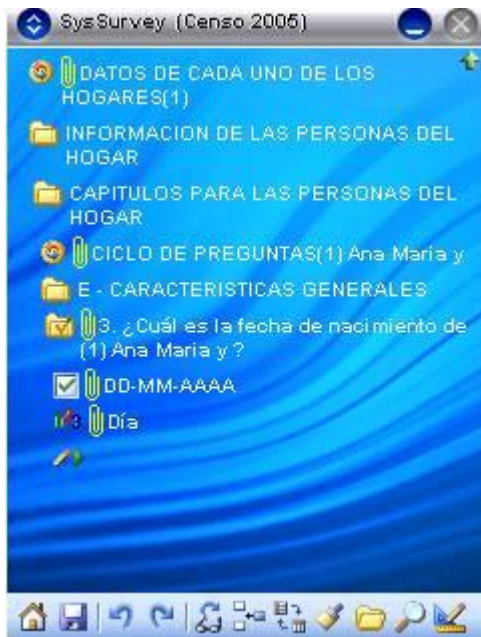 SysSurvey (Censo 2005)
DATOS DE CADA UNO DE LOS
HOGARES(1)
INFORMACION DE LAS PERSONAS DEL
HOGAR
CAPITULOS PARA LAS PERSONAS DEL
HOGAR
CICLO DE PREGUNTAS(1) Ana Maria y
E - CARACTERISTICAS GENERALES
3. ¿Cuál es la fecha de nacimiento de
(1) Ana Maria y ?
DD-MM-AAAA
Día